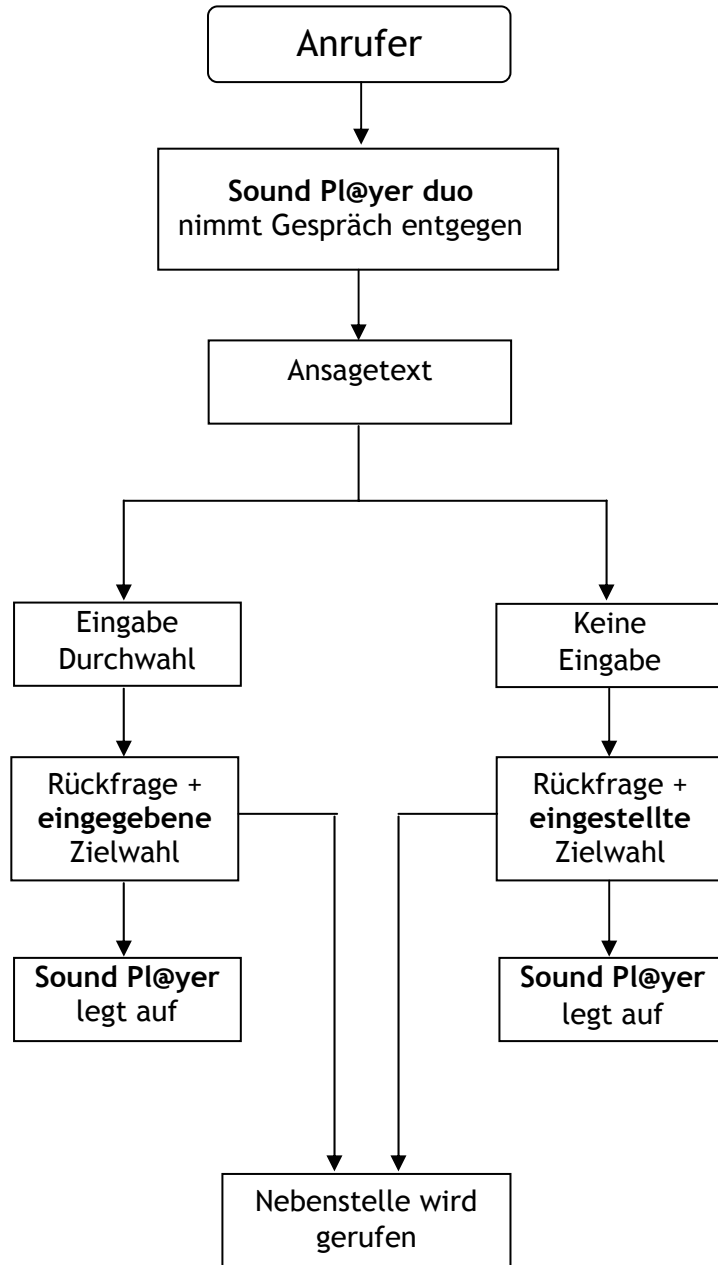 Anrufer
Sound Pl@yer duo
nimmt Gespräch entgegen
Ansagetext
Eingabe
Durchwahl
Keine
Eingabe
Rückfrage +
eingegebene
Zielwahl
Rückfrage +
eingestellte
Zielwahl
Sound Pl@yer
legt auf
Sound Pl@yer
legt auf
Nebenstelle wird
gerufen